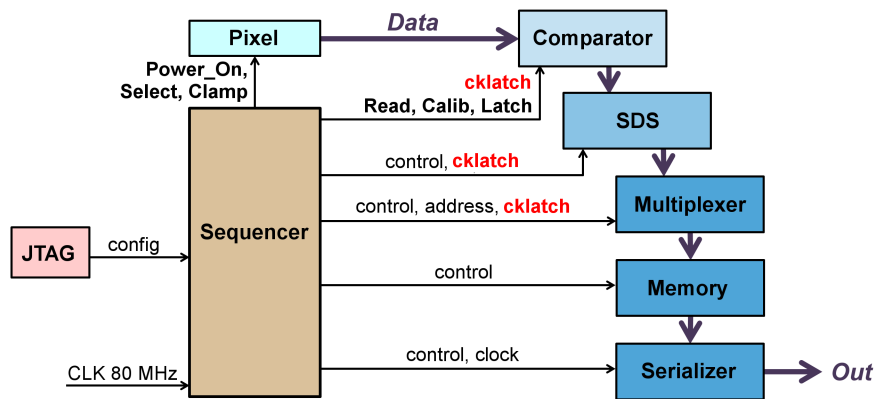 Pixel
Data
Comparator
Power_On,
Select, Clamp
cklatch
Read, Calib, Latch
SDS
control, cklatch
control, address, cklatch
Multiplexer
Sequencer
JTAG
config
control
Memory
control, clock
CLK 80 MHz
Serializer
Out